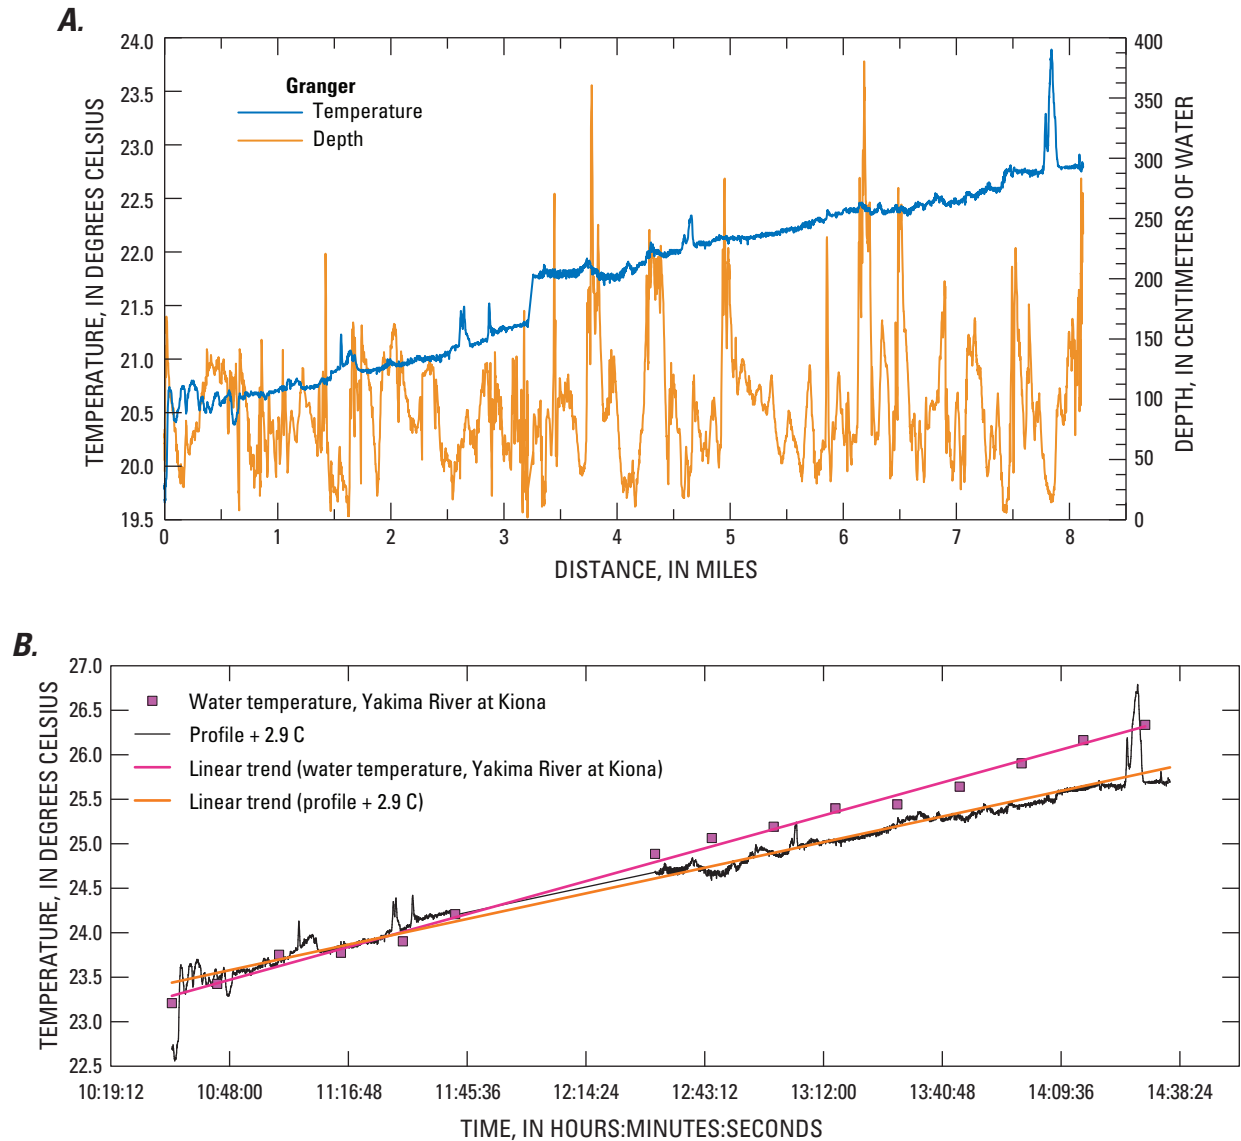 A.
24.0
23.5
23.0
22.5
22.0
21.5
21.0
20.5
20.0
19.5
TEMPERATURE, IN DEGREES CELSIUS
Granger
Temperature
Depth
400
350
300
250
200
150
100
50
0
DEPTH, IN CENTIMETERS OF WATER
0 1 2 3 4 5 6 7 8
DISTANCE, IN MILES
B.
27.0
26.5
26.0
25.5
25.0
24.5
24.0
23.5
23.0
22.5
TEMPERATURE, IN DEGREES CELSIUS
Water temperature, Yakima River at Kiona
Profile + 2.9 C
Linear trend (water temperature, Yakima River at Kiona)
Linear trend (profile + 2.9 C)
10:19:12 10:48:00 11:16:48 11:45:36 12:14:24 12:43:12 13:12:00 13:40:48 14:09:36 14:38:24
TIME, IN HOURS:MINUTES:SECONDS